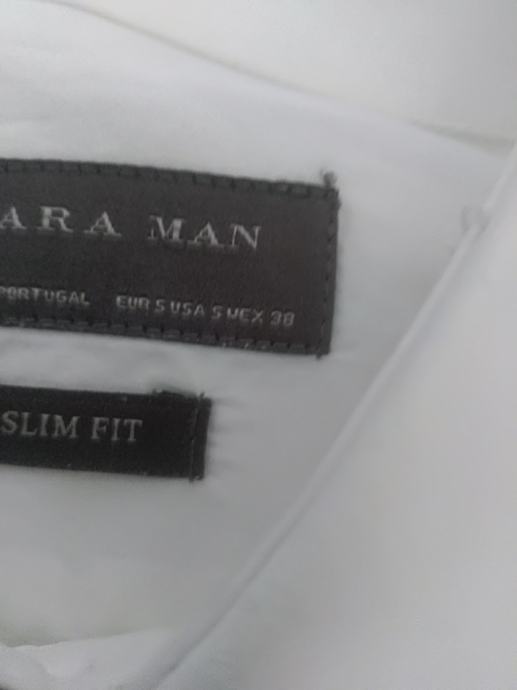 ARA MAN
PORTUGAL EUR S USA S MEX 38
SLIM FIT